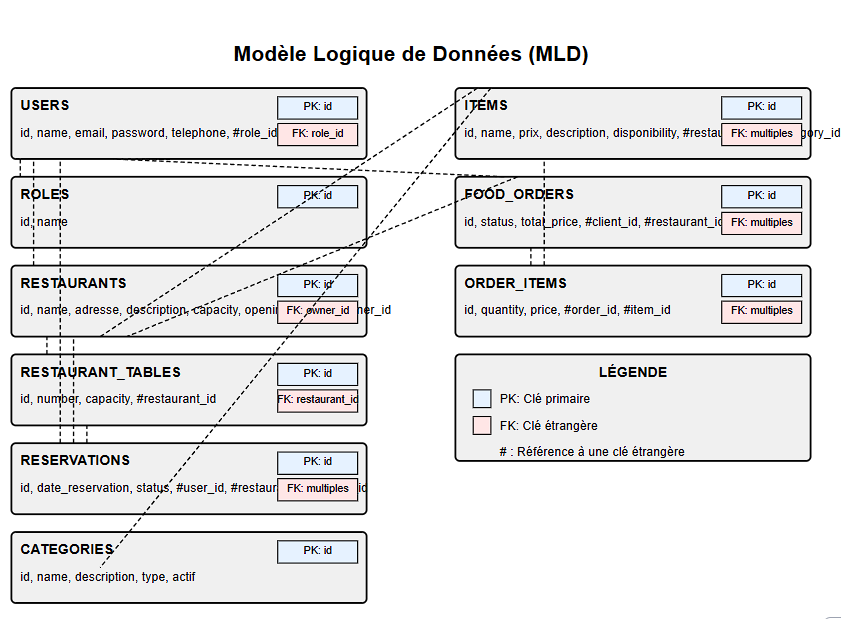 Modèle Logique de Données (MLD)
USERS
PK: id
id, name, email, password, telephone, #role_id
FK: role_id
ROLES
PK: id
id, name
RESTAURANTS
PK: id
id, name, adresse, description, capacity, openin
FK: owner_id
ner_id
RESTAURANT_TABLES
PK: id
id, number, capacity, #restaurant_id
FK: restaurant_id
RESERVATIONS
PK: id
id, date_reservation, status, #user_id, #restaur
FK: multiples
id
CATEGORIES
PK: id
id, name, description, type, actif
ITEMS
PK: id
id, name, prix, description, disponibility, #restau
FK: multiples
gory_id
FOOD_ORDERS
PK: id
id, status, total_price, #client_id, #restaurant_id
FK: multiples
ORDER_ITEMS
PK: id
id, quantity, price, #order_id, #item_id
FK: multiples
LÉGENDE
PK: Clé primaire
FK: Clé étrangère
# : Référence à une clé étrangère